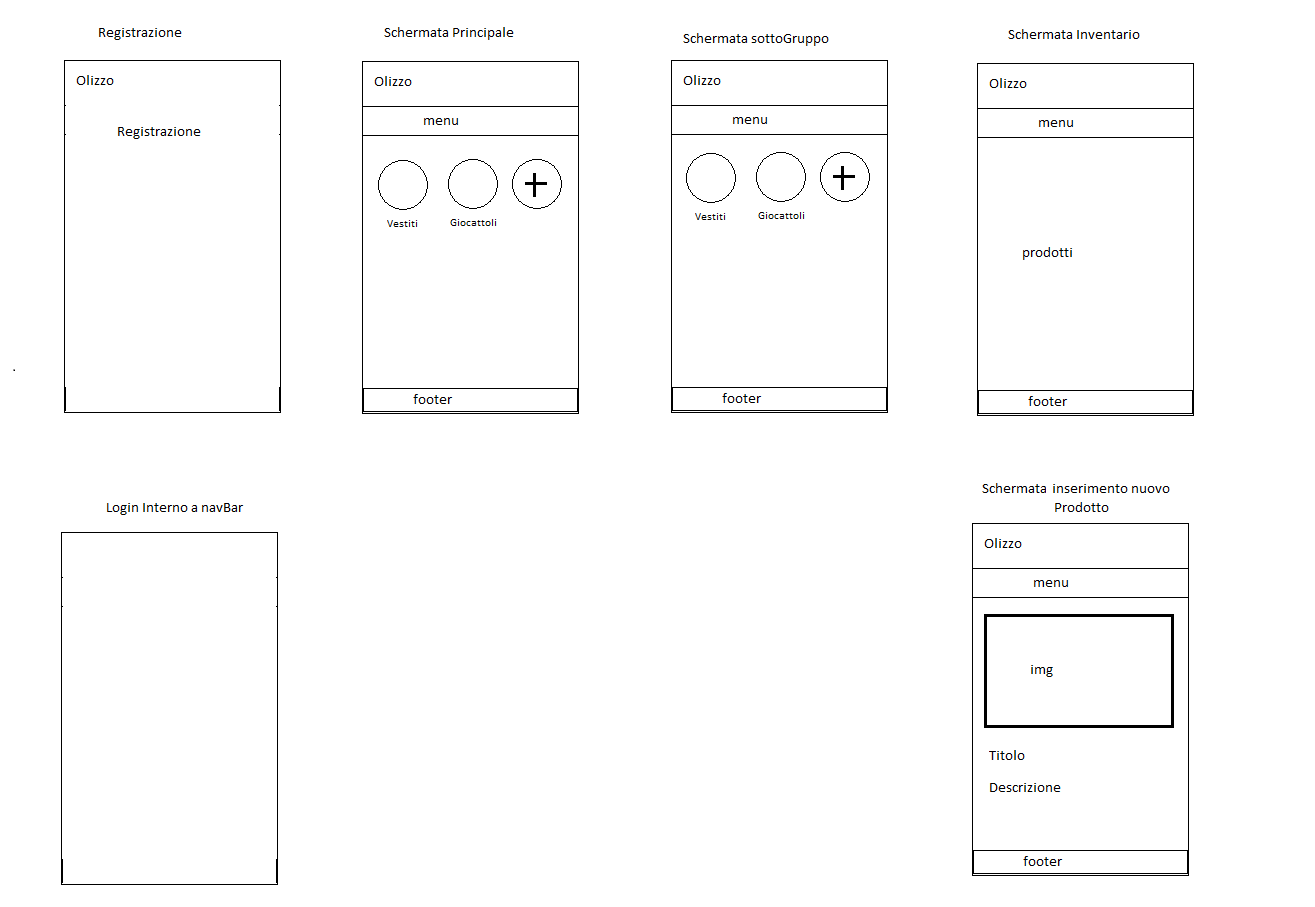 Registrazione
Olizzo
Registrazione
Schermata Principale
Olizzo
menu
Vestiti
Giocattoli
footer
Schermata sottoGruppo
Olizzo
menu
Vestiti
Giocattoli
footer
Schermata Inventario
Olizzo
menu
prodotti
footer
Login Interno a navBar
Schermata inserimento nuovo
Prodotto
Olizzo
menu
img
Titolo
Descrizione
footer